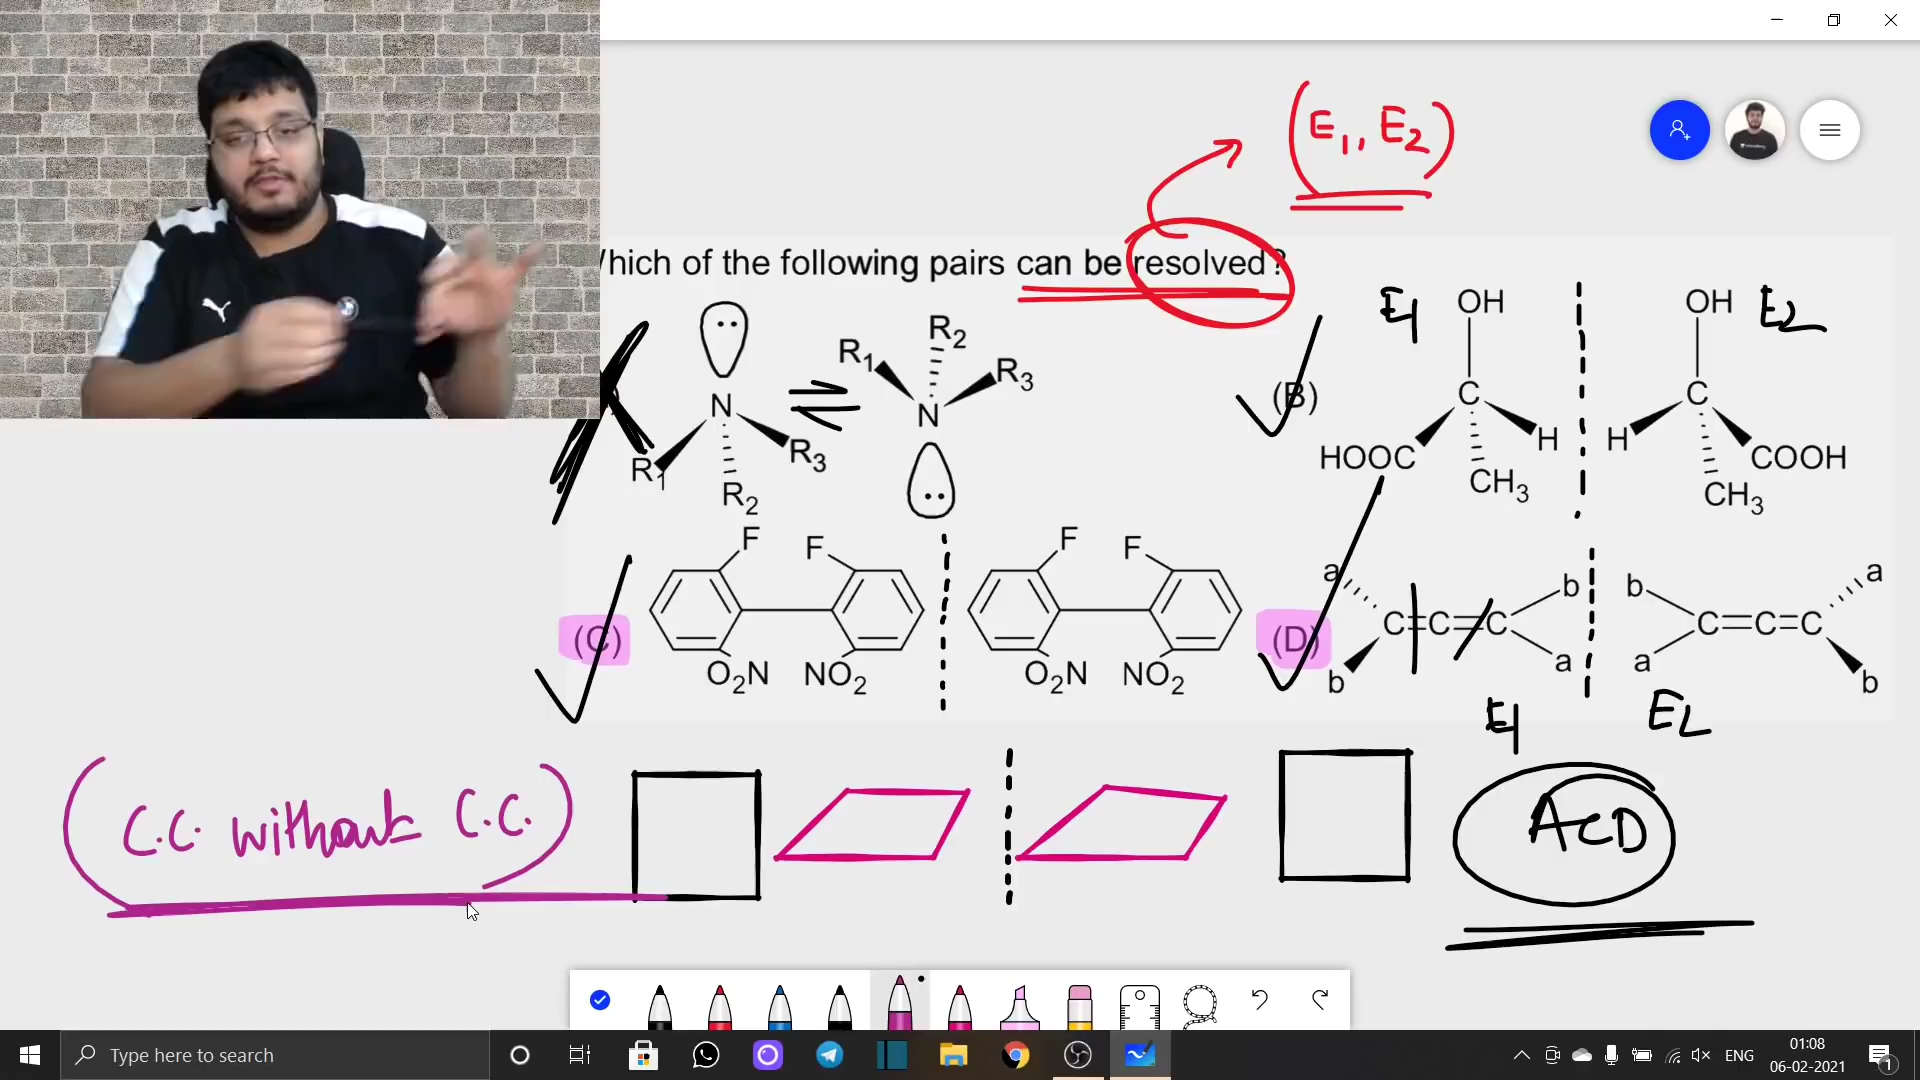 (E1, E2)
hich of the following pairs can be resolved?
N
R1
R2
R3
R1
R2
R3
N
(B)
E1
OH
C
HOOC
H
CH3
OH
E2
C
H
COOH
CH3
(C)
F
F
O2N
NO2
F
F
O2N
NO2
(D)
a
b
C=C=C
b
a
b
a
C=C=C
a
b
E1
E2
(C.C. without C.C.)
ACD
Type here to search
ENG
01:08
06-02-2021
1